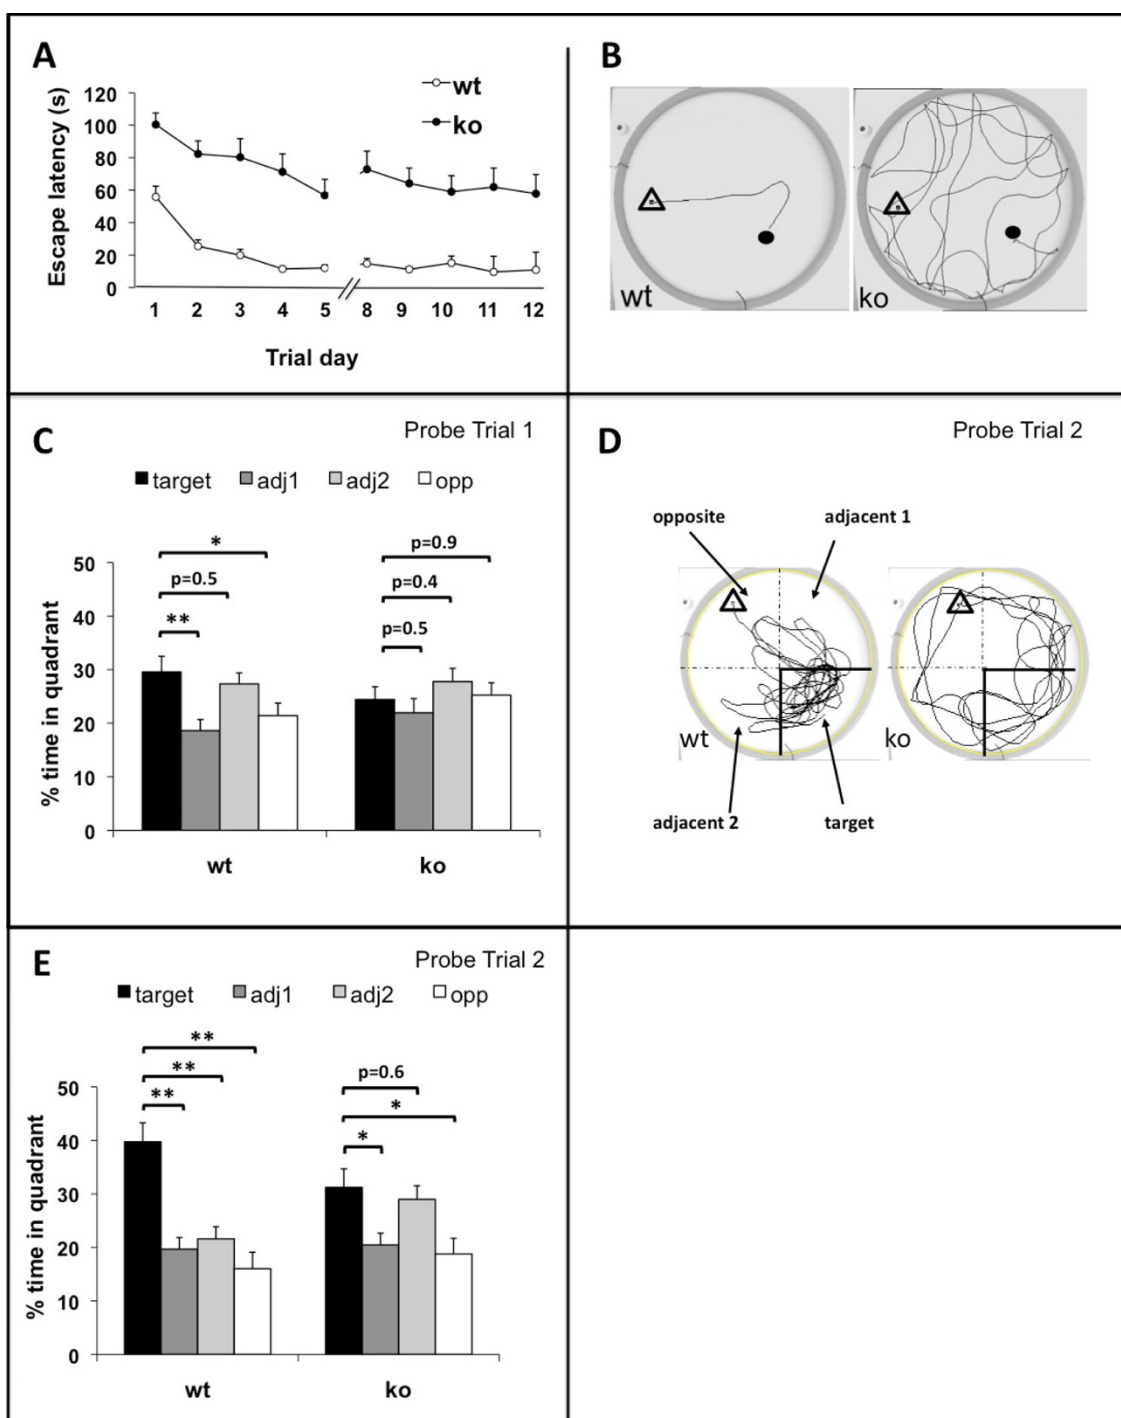 A
wt
ko
Escape latency (s)
120
100
80
60
40
20
0
1 2 3 4 5 8 9 10 11 12
Trial day
B
wt
ko
C
Probe Trial 1
target adj1 adj2 opp
% time in quadrant
50
40
30
20
10
0
*
p=0.5
**
p=0.9
p=0.4
p=0.5
wt ko
D
Probe Trial 2
opposite adjacent 1
wt
ko
adjacent 2 target
E
Probe Trial 2
target adj1 adj2 opp
% time in quadrant
50
40
30
20
10
0
**
**
**
p=0.6
*
*
wt ko